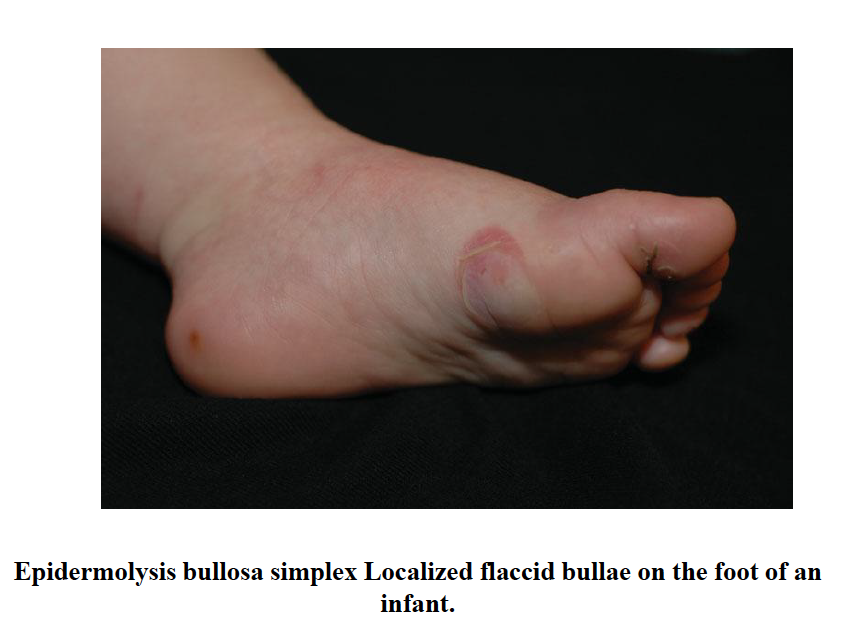 Epidermolysis bullosa simplex Localized flaccid bullae on the foot of an
infant.